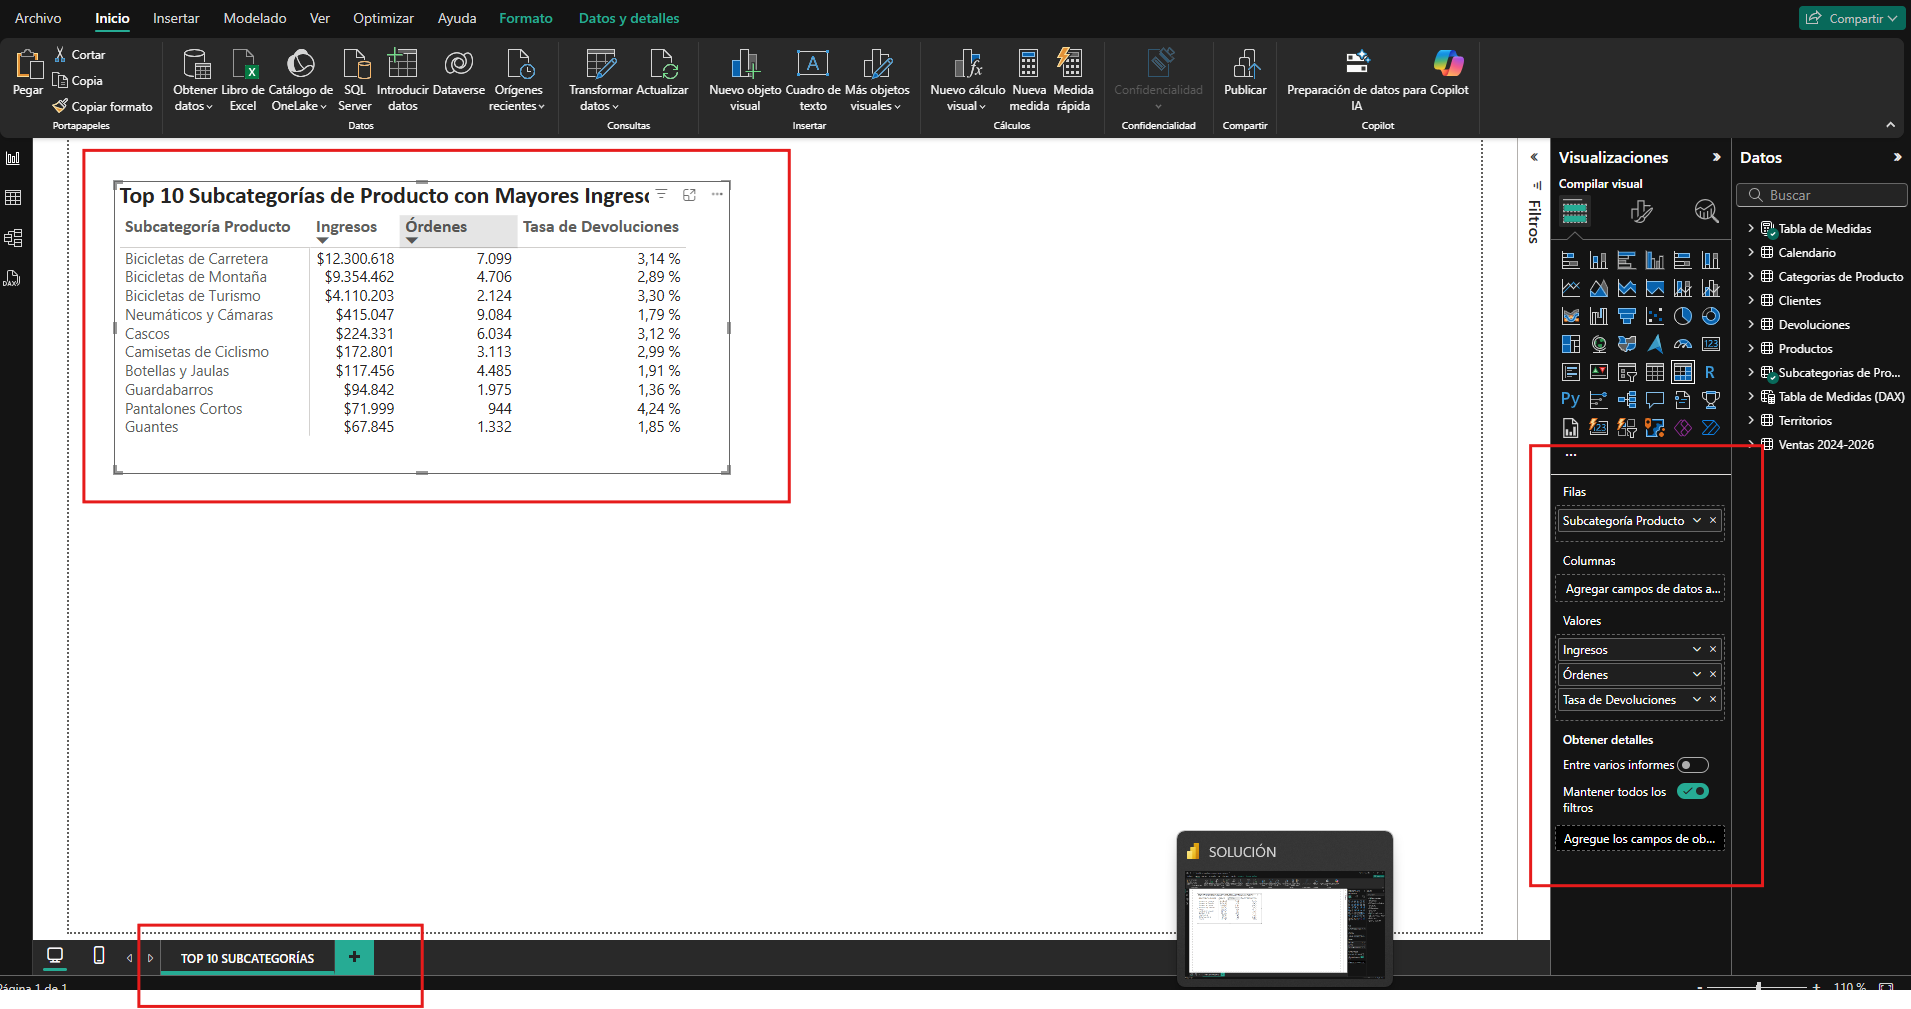 Archivo Inicio Insertar Modelado Ver Optimizar Ayuda Formato Datos y detalles Compartir
Pegar
Cortar
Copia
Copiar formato
Portapapeles
Obtener datos
Libro de Excel
Catálogo de OneLake
SQL Server
Introducir datos
Dataverse
Orígenes recientes
Datos
Transformar datos
Actualizar
Consultas
Nuevo objeto visual
Cuadro de texto
Más objetos visuales
Insertar
Nuevo cálculo visual
Nueva medida
Medida rápida
Cálculos
Confidencialidad
Confidencialidad
Publicar
Compartir
Preparación de datos para IA
Copilot
Copilot
Top 10 Subcategorías de Producto con Mayores Ingres
Subcategoría Producto Ingresos Órdenes Tasa de Devoluciones
Bicicletas de Carretera $12.300.618 7.099 3,14 %
Bicicletas de Montaña $9.354.462 4.706 2,89 %
Bicicletas de Turismo $4.110.203 2.124 3,30 %
Neumáticos y Cámaras $415.047 9.084 1,79 %
Cascos $224.331 6.034 3,12 %
Camisetas de Ciclismo $172.801 3.113 2,99 %
Botellas y Jaulas $117.456 4.485 1,91 %
Guardabarros $94.842 1.975 1,36 %
Pantalones Cortos $71.999 944 4,24 %
Guantes $67.845 1.332 1,85 %
Filtros
Visualizaciones
Compilar visual
Filas
Subcategoría Producto
Columnas
Agregar campos de datos a...
Valores
Ingresos
Órdenes
Tasa de Devoluciones
Obtener detalles
Entre varios informes
Mantener todos los filtros
Agregue los campos de ob...
Datos
Buscar
Tabla de Medidas
Calendario
Categorias de Producto
Clientes
Devoluciones
Productos
Subcategorias de Pro...
Tabla de Medidas (DAX)
Territorios
Ventas 2024-2026
SOLUCIÓN
TOP 10 SUBCATEGORÍAS
Página 1 de 1
110 %